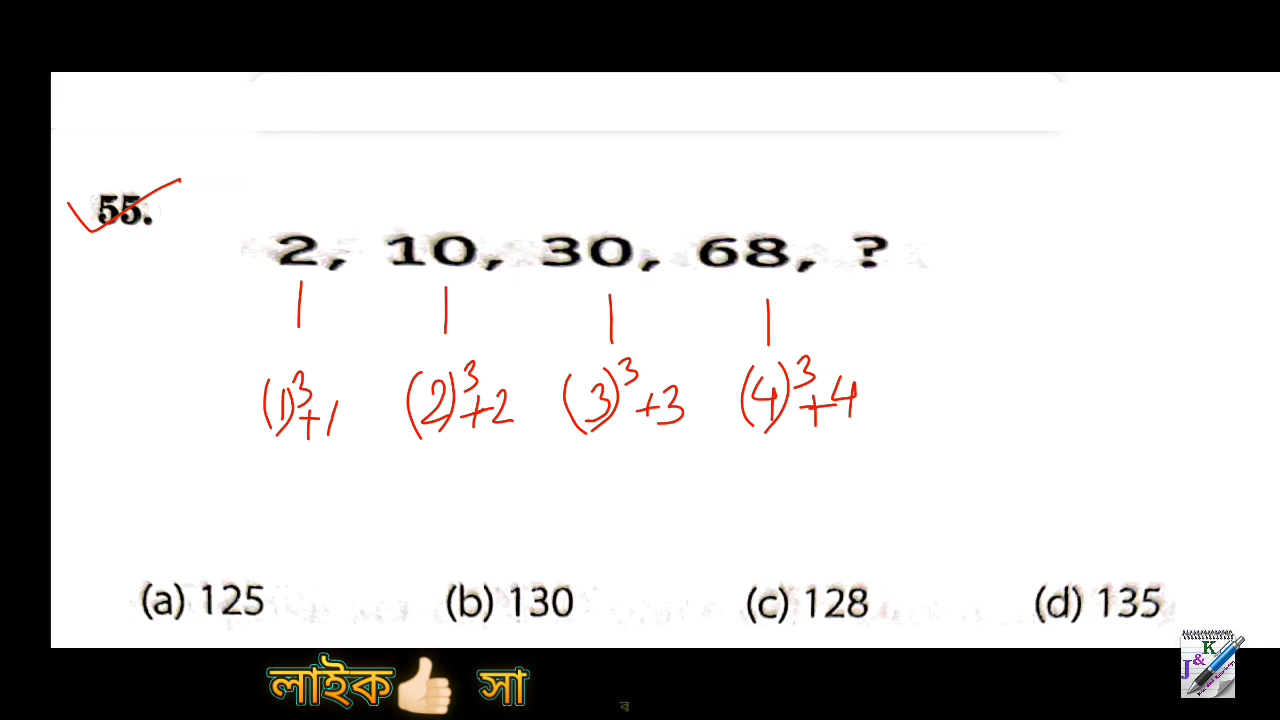 55.
2, 10, 30, 68, ?
(1)³+1 (2)³+2 (3)³+3 (4)³+4
(a) 125 (b) 130 (c) 128 (d) 135
লাইক 👍🏻 সা
J&K